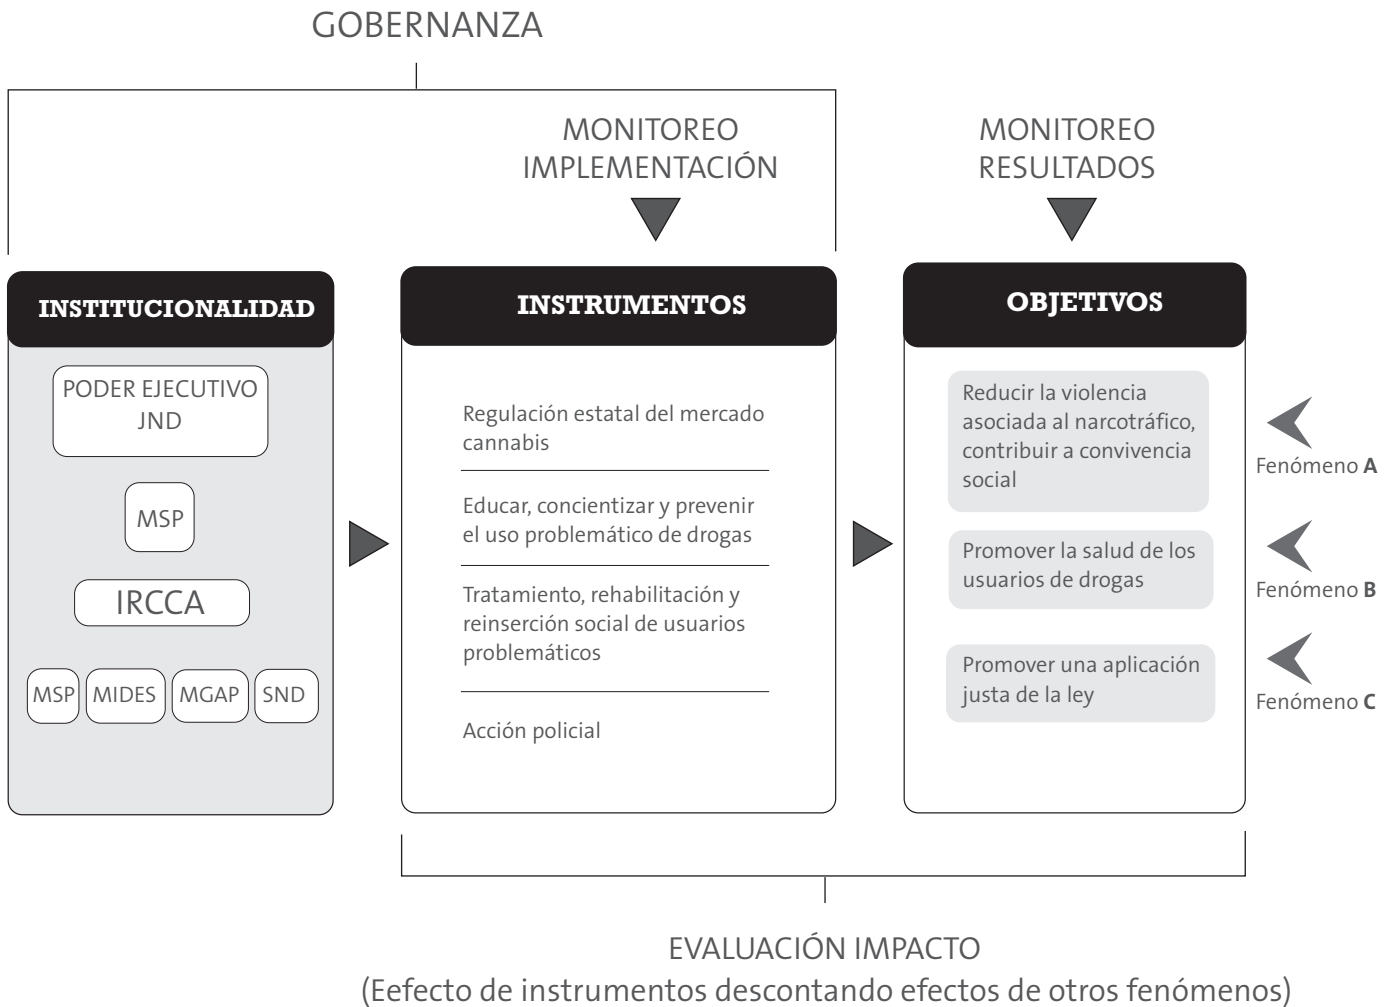 GOBERNANZA
MONITOREO
IMPLEMENTACIÓN
MONITOREO
RESULTADOS
INSTITUCIONALIDAD
PODER EJECUTIVO
JND
MSP
IRCCA
MSP
MIDES
MGAP
SND
INSTRUMENTOS
Regulación estatal del mercado
cannabis
Educar, concientizar y prevenir
el uso problemático de drogas
Tratamiento, rehabilitación y
reinserción social de usuarios
problemáticos
Acción policial
OBJETIVOS
Reducir la violencia
asociada al narcotráfico,
contribuir a convivencia
social
Promover la salud de los
usuarios de drogas
Promover una aplicación
justa de la ley
Fenómeno A
Fenómeno B
Fenómeno C
EVALUACIÓN IMPACTO
(Eefecto de instrumentos descontando efectos de otros fenómenos)